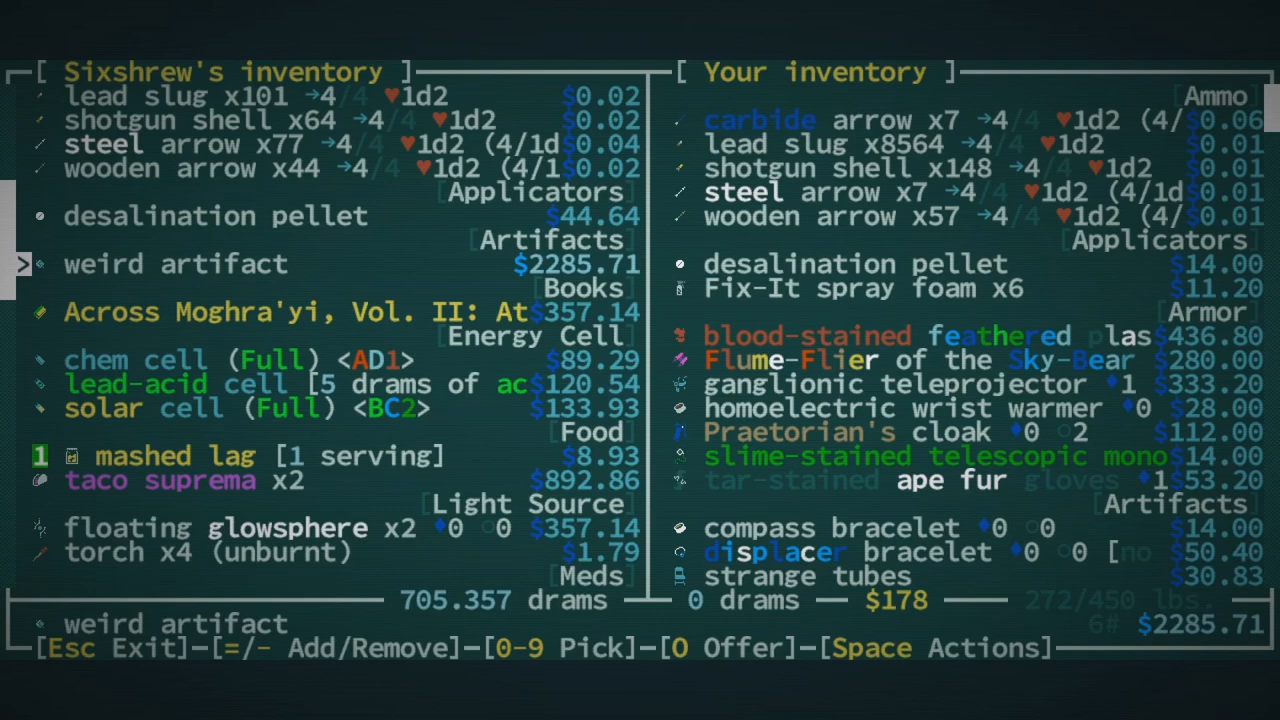 [ Sixshrew's inventory ]
lead slug x101 →4/4 ♥1d2 $0.02
shotgun shell x64 →4/4 ♥1d2 $0.02
steel arrow x77 →4/4 ♥1d2 (4/1d $0.04
wooden arrow x44 →4/4 ♥1d2 (4/1 $0.02
[Applicators]
desalination pellet $44.64
[Artifacts]
> weird artifact $2285.71
[Books]
Across Moghra'yi, Vol. II: At $357.14
[Energy Cell]
chem cell (Full) <AD1> $89.29
lead-acid cell [5 drams of ac $120.54
solar cell (Full) <BC2> $133.93
[Food]
1 mashed lag [1 serving] $8.93
taco suprema x2 $892.86
[Light Source]
floating glowsphere x2 ♦0 ○0 $357.14
torch x4 (unburnt) $1.79
[Meds]
705.357 drams
[ Your inventory ]
[Ammo]
carbide arrow x7 →4/4 ♥1d2 (4/ $0.06
lead slug x8564 →4/4 ♥1d2 $0.01
shotgun shell x148 →4/4 ♥1d2 $0.01
steel arrow x7 →4/4 ♥1d2 (4/1d $0.01
wooden arrow x57 →4/4 ♥1d2 (4/ $0.01
[Applicators]
desalination pellet $14.00
Fix-It spray foam x6 $11.20
[Armor]
blood-stained feathered plas $436.80
Flume-Flier of the Sky-Bear $280.00
ganglionic teleprojector ♦1 $333.20
homoelectric wrist warmer ♦0 $28.00
Praetorian's cloak ♦0 ○2 $112.00
slime-stained telescopic mono $14.00
tar-stained ape fur gloves ♦1 $53.20
[Artifacts]
compass bracelet ♦0 ○0 $14.00
displacer bracelet ♦0 ○0 [no $50.40
strange tubes $30.83
0 drams $178 272/450 lbs.
weird artifact 6# $2285.71
[Esc Exit]-[=/- Add/Remove]-[0-9 Pick]-[O Offer]-[Space Actions]